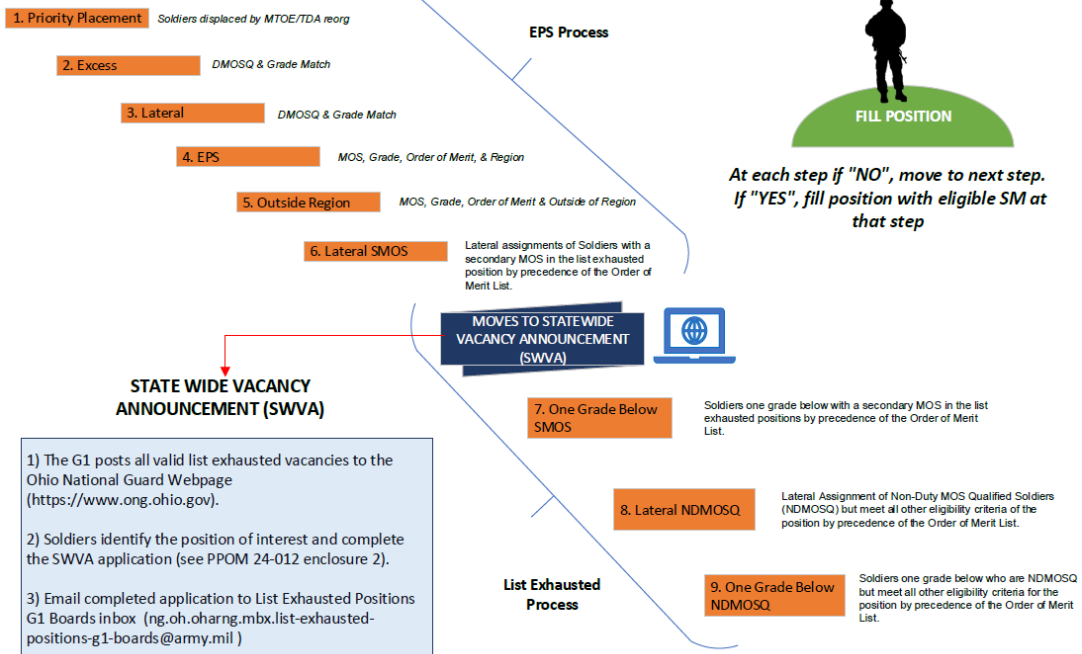 1. Priority Placement
Soldiers displaced by MTOE/TDA reorg
EPS Process
2. Excess
DMOSQ & Grade Match
3. Lateral
DMOSQ & Grade Match
FILL POSITION
4. EPS
MOS, Grade, Order of Merit, & Region
At each step if "NO", move to next step.
If "YES", fill position with eligible SM at
that step
5. Outside Region
MOS, Grade, Order of Merit & Outside of Region
6. Lateral SMOS
Lateral assignments of Soldiers with a
secondary MOS in the list exhausted
position by precedence of the Order of
Merit List.
MOVES TO STATEWIDE
VACANCY ANNOUNCEMENT
(SWVA)
STATE WIDE VACANCY
ANNOUNCEMENT (SWVA)
1) The G1 posts all valid list exhausted vacancies to the
Ohio National Guard Webpage
(https://www.ong.ohio.gov).
2) Soldiers identify the position of interest and complete
the SWVA application (see PPOM 24-012 enclosure 2).
3) Email completed application to List Exhausted Positions
G1 Boards inbox (ng.oh.oharng.mbx.list-exhausted-
positions-g1-boards@army.mil )
7. One Grade Below
SMOS
Soldiers one grade below with a secondary MOS in the list
exhausted positions by precedence of the Order of Merit
List.
8. Lateral NDMOSQ
Lateral Assignment of Non-Duty MOS Qualified Soldiers
(NDMOSQ) but meet all other eligibility criteria of the
position by precedence of the Order of Merit List.
List Exhausted
Process
9. One Grade Below
NDMOSQ
Soldiers one grade below who are NDMOSQ
but meet all other eligibility criteria for the
position by precedence of the Order of Merit
List.